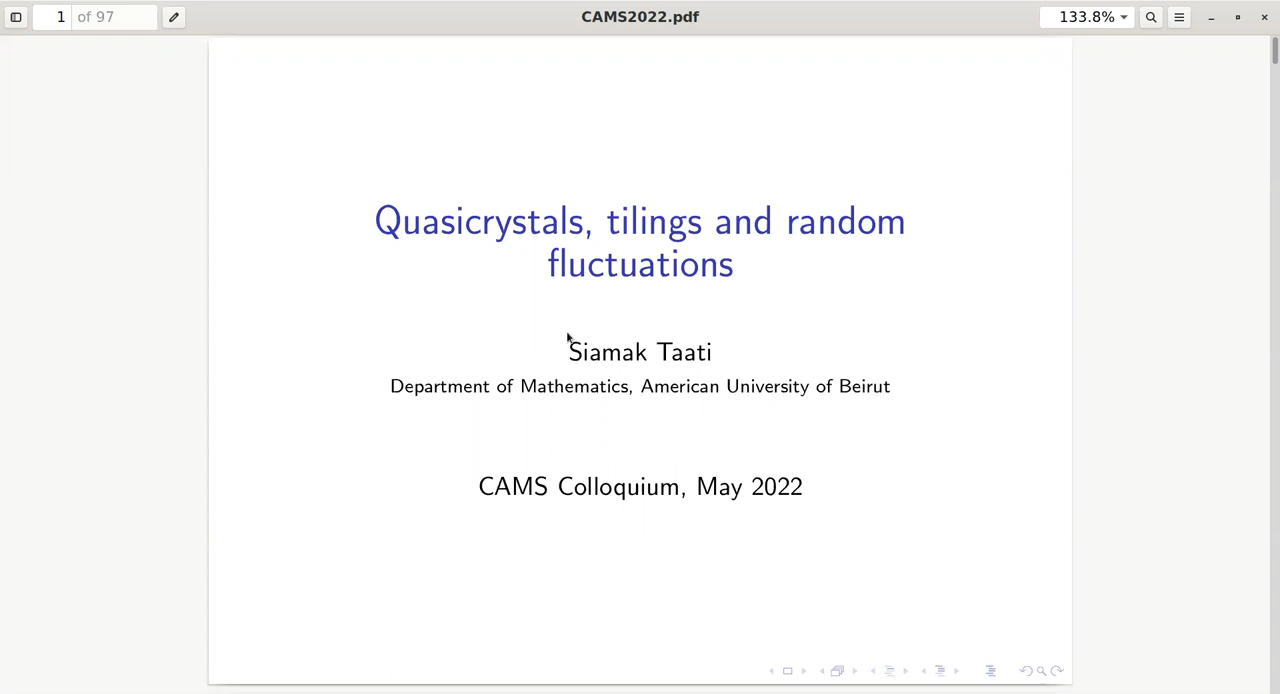 1 of 97
CAMS2022.pdf
133.8%
Quasicrystals, tilings and random
fluctuations
Siamak Taati
Department of Mathematics, American University of Beirut
CAMS Colloquium, May 2022